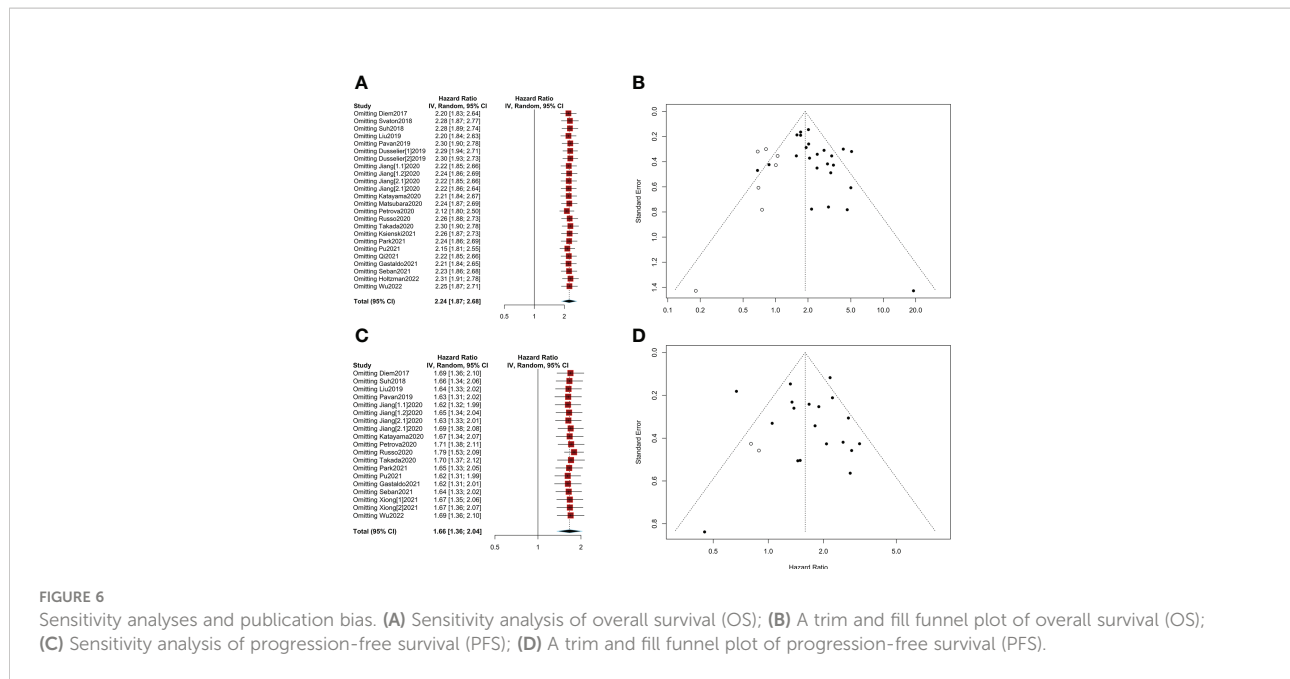 A
Hazard Ratio Hazard Ratio
Study IV, Random, 95% CI IV, Random, 95% CI
Omitting Diem2017 2.20 [1.83; 2.64]
Omitting Svaton2018 2.28 [1.87; 2.77]
Omitting Suh2018 2.28 [1.89; 2.74]
Omitting Liu2019 2.20 [1.84; 2.63]
Omitting Pavan2019 2.30 [1.90; 2.78]
Omitting Dusselier[1]2019 2.29 [1.94; 2.71]
Omitting Dusselier[2]2019 2.30 [1.93; 2.73]
Omitting Jiang[1.1]2020 2.22 [1.85; 2.66]
Omitting Jiang[1.2]2020 2.24 [1.86; 2.69]
Omitting Jiang[2.1]2020 2.22 [1.85; 2.66]
Omitting Jiang[2.1]2020 2.22 [1.86; 2.64]
Omitting Katayama2020 2.21 [1.84; 2.67]
Omitting Matsubara2020 2.24 [1.87; 2.69]
Omitting Petrova2020 2.12 [1.80; 2.50]
Omitting Russo2020 2.26 [1.88; 2.73]
Omitting Takada2020 2.30 [1.90; 2.78]
Omitting Ksienski2021 2.26 [1.87; 2.73]
Omitting Park2021 2.24 [1.86; 2.69]
Omitting Pu2021 2.15 [1.81; 2.55]
Omitting Qi2021 2.22 [1.85; 2.66]
Omitting Gastaldo2021 2.21 [1.84; 2.65]
Omitting Seban2021 2.23 [1.86; 2.68]
Omitting Holtzman2022 2.31 [1.91; 2.78]
Omitting Wu2022 2.25 [1.87; 2.71]
Total (95% CI) 2.24 [1.87; 2.68]
0.5 1 2
B
Standard Error
0.0
0.2
0.4
0.6
0.8
1.0
1.2
1.4
0.1 0.2 0.5 1.0 2.0 5.0 10.0 20.0
C
Hazard Ratio Hazard Ratio
Study IV, Random, 95% CI IV, Random, 95% CI
Omitting Diem2017 1.69 [1.36; 2.10]
Omitting Suh2018 1.66 [1.34; 2.06]
Omitting Liu2019 1.64 [1.33; 2.02]
Omitting Pavan2019 1.63 [1.31; 2.02]
Omitting Jiang[1.1]2020 1.62 [1.32; 1.99]
Omitting Jiang[1.2]2020 1.65 [1.34; 2.04]
Omitting Jiang[2.1]2020 1.63 [1.33; 2.01]
Omitting Jiang[2.1]2020 1.69 [1.38; 2.08]
Omitting Katayama2020 1.67 [1.34; 2.07]
Omitting Petrova2020 1.71 [1.38; 2.11]
Omitting Russo2020 1.79 [1.53; 2.09]
Omitting Takada2020 1.70 [1.37; 2.12]
Omitting Park2021 1.65 [1.33; 2.05]
Omitting Pu2021 1.62 [1.31; 1.99]
Omitting Gastaldo2021 1.62 [1.31; 2.01]
Omitting Seban2021 1.64 [1.33; 2.02]
Omitting Xiong[1]2021 1.67 [1.35; 2.06]
Omitting Xiong[2]2021 1.67 [1.36; 2.07]
Omitting Wu2022 1.69 [1.36; 2.10]
Total (95% CI) 1.66 [1.36; 2.04]
0.5 1 2
D
Standard Error
0.0
0.2
0.4
0.6
0.8
0.5 1.0 2.0 5.0
Hazard Ratio
FIGURE 6
Sensitivity analyses and publication bias. (A) Sensitivity analysis of overall survival (OS); (B) A trim and fill funnel plot of overall survival (OS);
(C) Sensitivity analysis of progression-free survival (PFS); (D) A trim and fill funnel plot of progression-free survival (PFS).